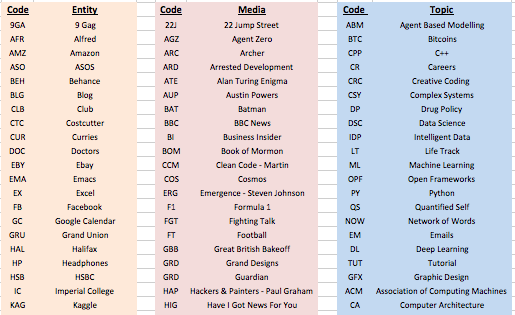 Code Entity Code Media Code Topic
9GA 9 Gag 22J 22 Jump Street ABM Agent Based Modelling
AFR Alfred AGZ Agent Zero BTC Bitcoins
AMZ Amazon ARC Archer CPP C++
ASO ASOS ARD Arrested Development CR Careers
BEH Behance ATE Alan Turing Enigma CRC Creative Coding
BLG Blog AUP Austin Powers CSY Complex Systems
CLB Club BAT Batman DP Drug Policy
CTC Costcutter BBC BBC News DSC Data Science
CUR Curries BI Business Insider IDP Intelligent Data
DOC Doctors BOM Book of Mormon LT Life Track
EBY Ebay CCM Clean Code - Martin ML Machine Learning
EMA Emacs COS Cosmos OPF Open Frameworks
EX Excel ERG Emergence - Steven Johnson PY Python
FB Facebook F1 Formula 1 QS Quantified Self
GC Google Calendar FGT Fighting Talk NOW Network of Words
GRU Grand Union FT Football EM Emails
HAL Halifax GBB Great British Bakeoff DL Deep Learning
HP Headphones GRD Grand Designs TUT Tutorial
HSB HSBC GRD Guardian GFX Graphic Design
IC Imperial College HAP Hackers & Painters - Paul Graham ACM Association of Computing Machines
KAG Kaggle HIG Have I Got News For You CA Computer Architecture